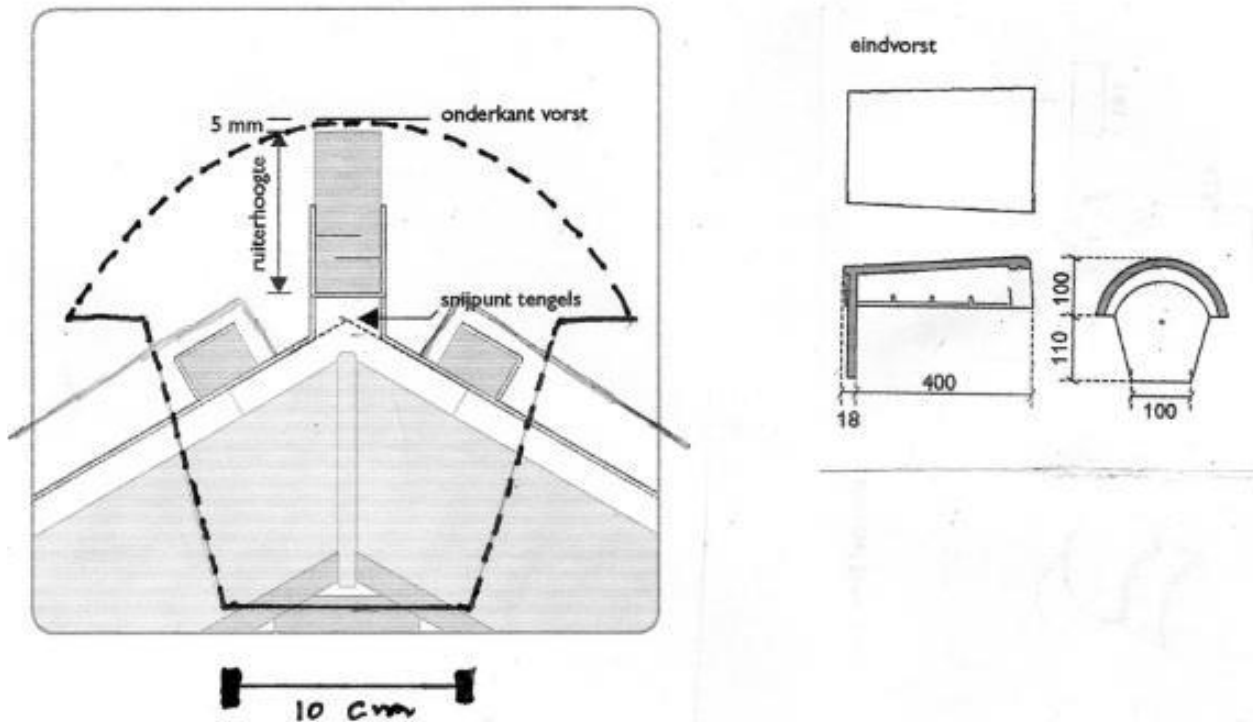 5 mm
onderkant vorst
ruiterhoogte
snijpunt tengels
10 cm
eindvorst
100
110
400
18
100